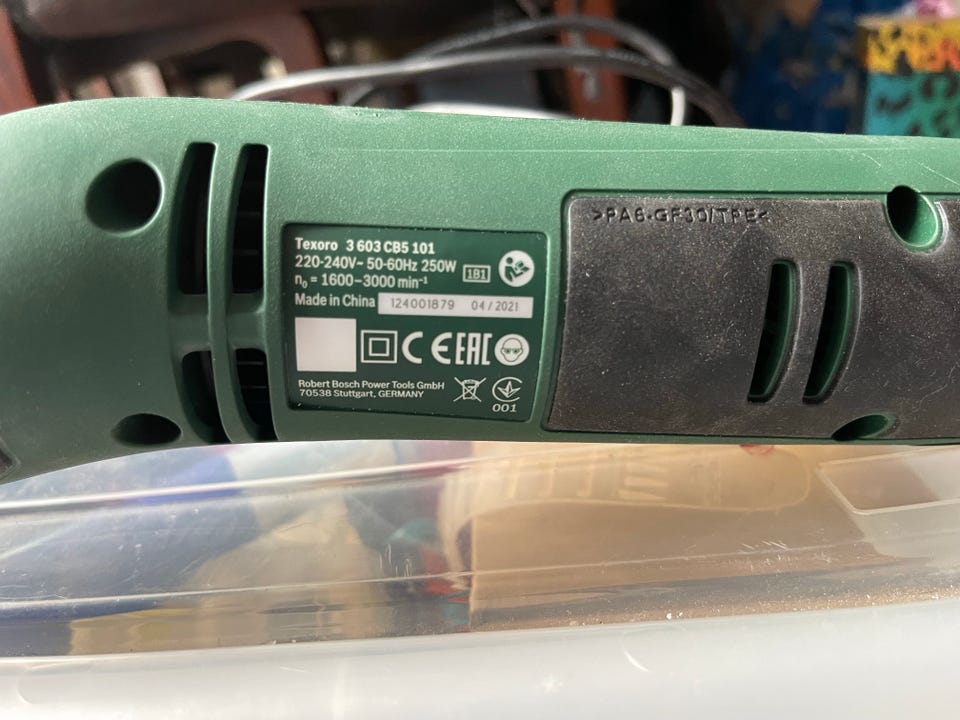 Texoro 3 603 CB5 101
220-240V~ 50-60Hz 250W 1B1
n₀ = 1600–3000 min⁻¹
Made in China 124001879 04/2021
CE EAC
Robert Bosch Power Tools GmbH
70538 Stuttgart, GERMANY
001
>PA6-GF30/TPE<